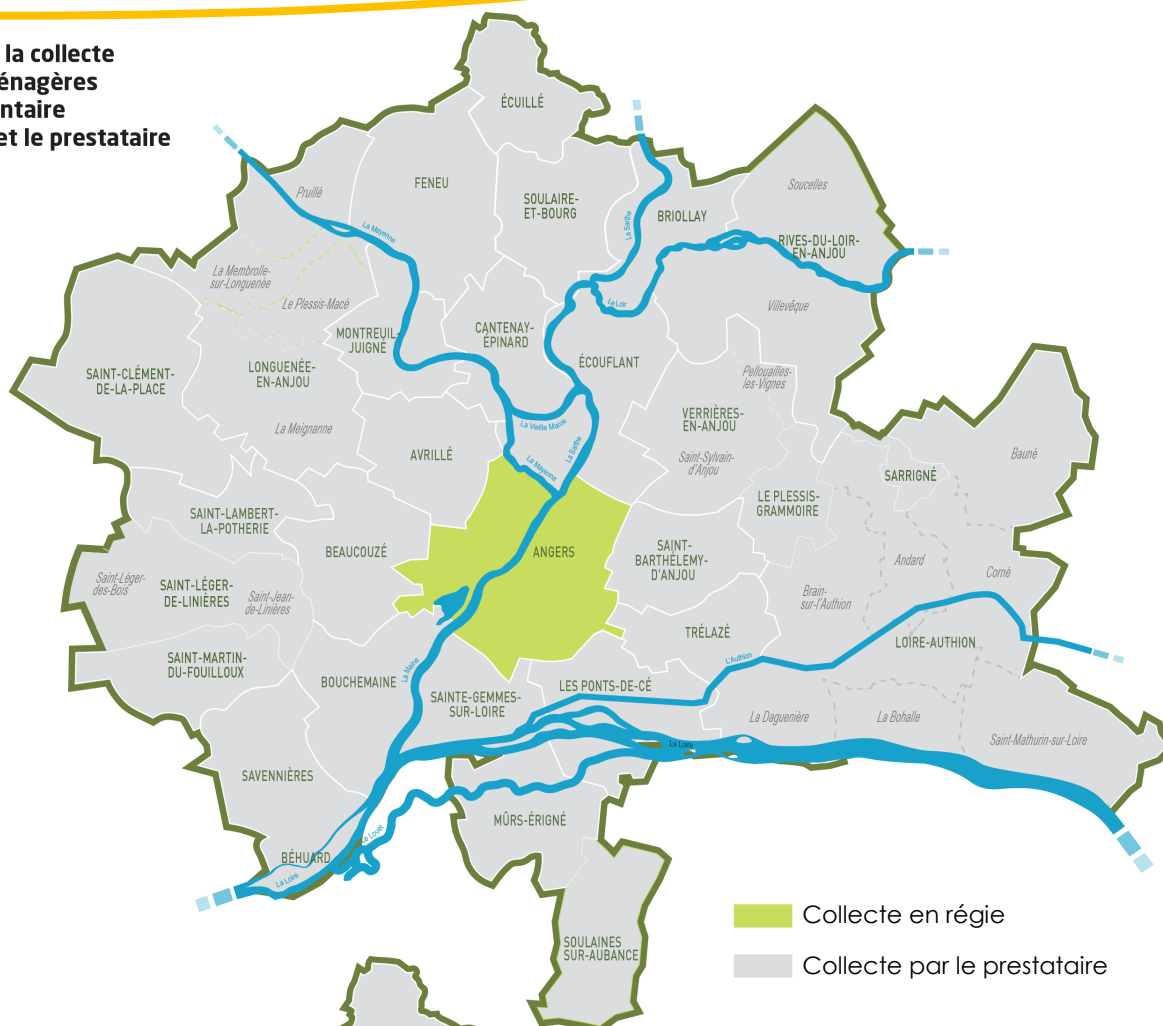 la collecte
énagères
ntaire
et le prestataire
ÉCUILLÉ
Pruillé
FENEU
SOULAIRE-
ET-BOURG
La Sarthe
BRIOLLAY
Soucelles
La Mayenne
RIVES-DU-LOIR-
EN-ANJOU
La Membrolle-
sur-Longuenée
Le Plessis-Macé
Le Loir
Villevêque
MONTREUIL-
JUIGNÉ
CANTENAY-
ÉPINARD
ÉCOUFLANT
SAINT-CLÉMENT-
DE-LA-PLACE
LONGUENÉE-
EN-ANJOU
Pellouailles-
les-Vignes
La Meignanne
VERRIÈRES-
EN-ANJOU
La Vieille Maine
AVRILLÉ
La Mayenne
La Sarthe
Saint-Sylvain-
d'Anjou
Bauné
SARRIGNÉ
LE PLESSIS-
GRAMMOIRE
SAINT-LAMBERT-
LA-POTHERIE
BEAUCOUZÉ
ANGERS
SAINT-
BARTHÉLEMY-
D'ANJOU
Andard
Corné
Saint-Léger-
des-Bois
SAINT-LÉGER-
DE-LINIÈRES
Saint-Jean-
de-Linières
Brain-
sur-l'Authion
TRÉLAZÉ
LOIRE-AUTHION
SAINT-MARTIN-
DU-FOUILLOUX
L'Authion
BOUCHEMAINE
La Maine
SAINTE-GEMMES-
SUR-LOIRE
LES PONTS-DE-CÉ
La Daguenière
La Bohalle
Saint-Mathurin-sur-Loire
La Loire
SAVENNIÈRES
MÛRS-ÉRIGNÉ
Le Louet
BÉHUARD
La Loire
SOULAINES
SUR-AUBANCE
Collecte en régie
Collecte par le prestataire